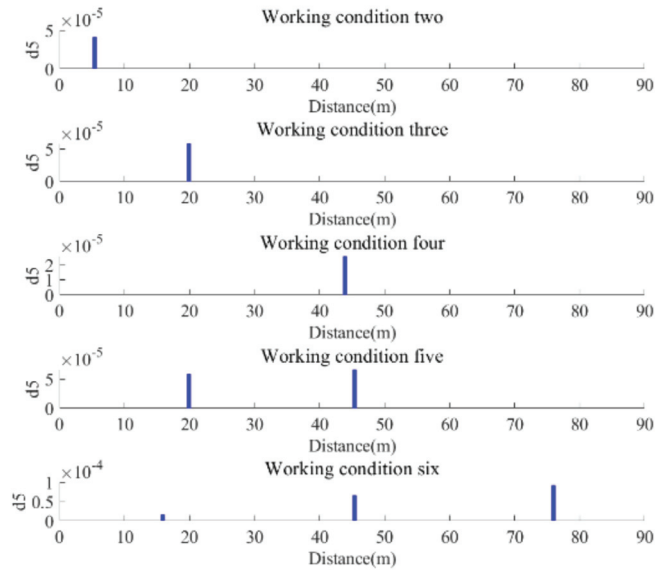 ×10⁻⁵ Working condition two
5
d5
0
0 10 20 30 40 50 60 70 80 90
Distance(m)
Working condition three
×10⁻⁵
5
d5
0
0 10 20 30 40 50 60 70 80 90
Distance(m)
×10⁻⁵ Working condition four
2
1
d5
0
0 10 20 30 40 50 60 70 80 90
Distance(m)
×10⁻⁵ Working condition five
5
d5
0
0 10 20 30 40 50 60 70 80 90
Distance(m)
×10⁻⁴ Working condition six
1
0.5
d5
0
0 10 20 30 40 50 60 70 80 90
Distance(m)